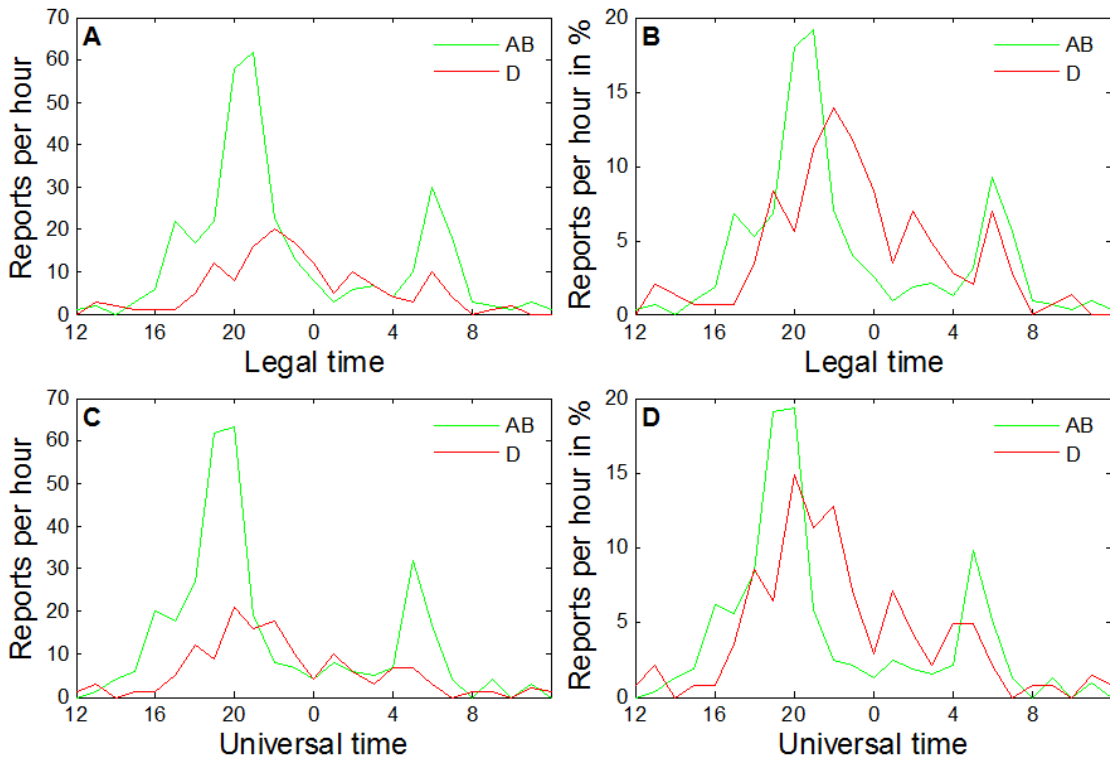 A
AB
D
70
60
50
40
30
20
10
0
12 16 20 0 4 8
Reports per hour
Legal time
B
AB
D
20
15
10
5
0
12 16 20 0 4 8
Reports per hour in %
Legal time
C
AB
D
70
60
50
40
30
20
10
0
12 16 20 0 4 8
Reports per hour
Universal time
D
AB
D
20
15
10
5
0
12 16 20 0 4 8
Reports per hour in %
Universal time